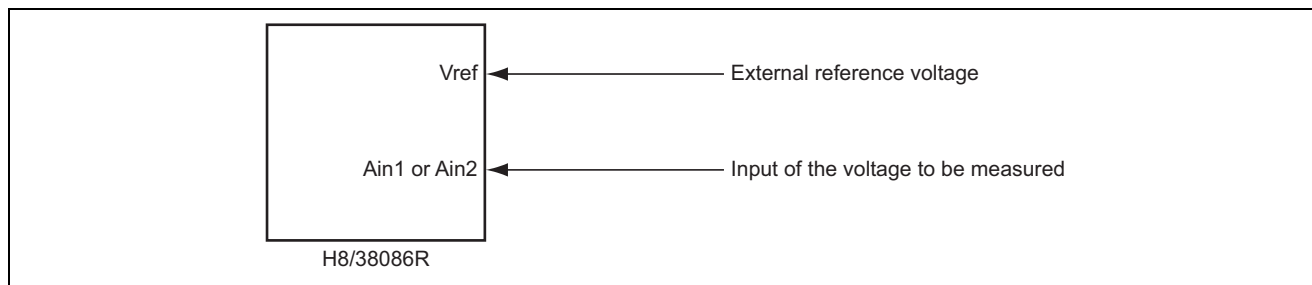 Vref
External reference voltage
Ain1 or Ain2
Input of the voltage to be measured
H8/38086R